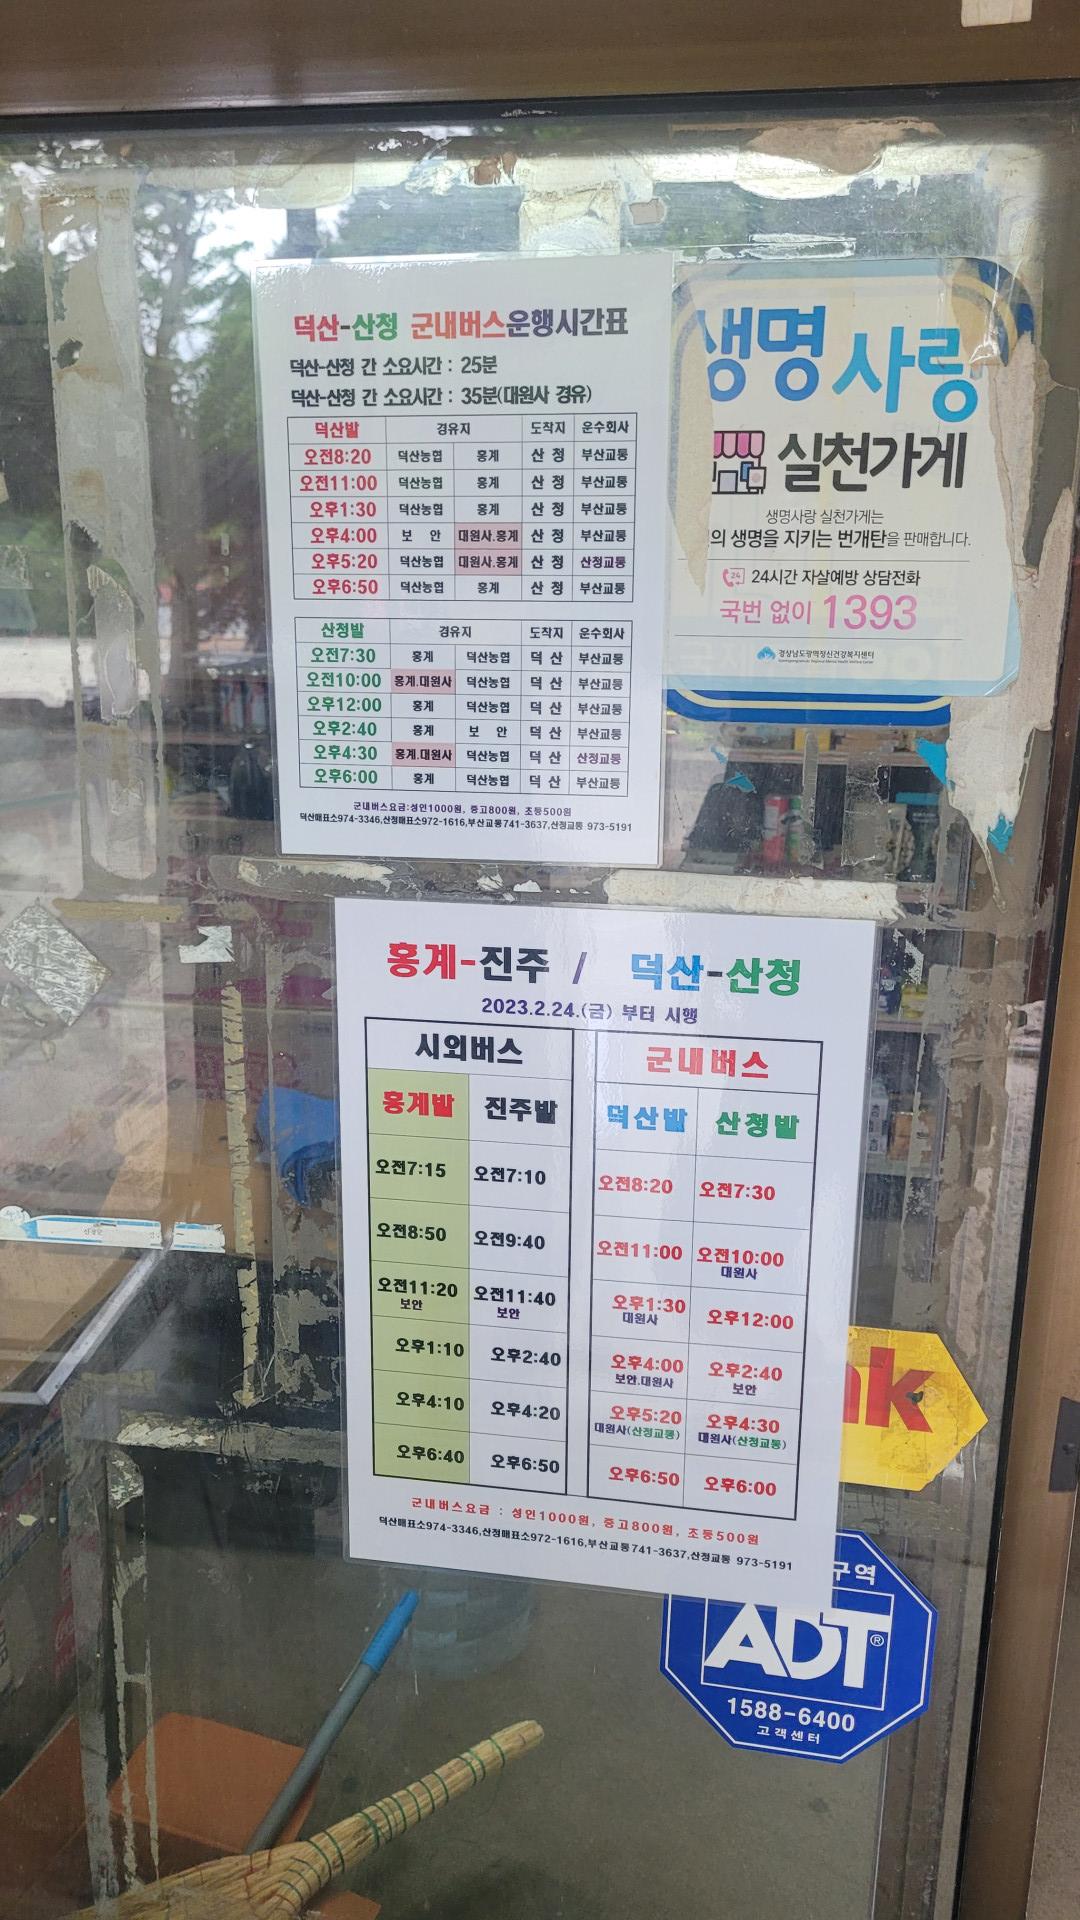 덕산-산청 군내버스운행시간표
덕산-산청 간 소요시간 : 25분
덕산-산청 간 소요시간 : 35분(대원사 경유)
덕산발 경유지 도착지 운수회사
오전8:20 덕산농협 홍계 산 청 부산교통
오전11:00 덕산농협 홍계 산 청 부산교통
오후1:30 덕산농협 홍계 산 청 부산교통
오후4:00 보 안 대원사.홍계 산 청 부산교통
오후5:20 덕산농협 대원사.홍계 산 청 산청교통
오후6:50 덕산농협 홍계 산 청 부산교통
산청발 경유지 도착지 운수회사
오전7:30 홍계 덕산농협 덕 산 부산교통
오전10:00 홍계.대원사 덕산농협 덕 산 부산교통
오후12:00 홍계 덕산농협 덕 산 부산교통
오후2:40 홍계 보 안 덕 산 부산교통
오후4:30 홍계.대원사 덕산농협 덕 산 산청교통
오후6:00 홍계 덕산농협 덕 산 부산교통
군내버스요금:성인1000원, 중고800원, 초등500원
덕산매표소974-3346,산청매표소972-1616,부산교통741-3637,산청교통 973-5191
생명사랑
실천가게
생명사랑 실천가게는
의 생명을 지키는 번개탄을 판매합니다.
24 24시간 자살예방 상담전화
국번 없이 1393
경상남도광역정신건강복지센터
홍계-진주 / 덕산-산청
2023.2.24.(금) 부터 시행
시외버스 군내버스
홍계발 진주발 덕산발 산청발
오전7:15 오전7:10 오전8:20 오전7:30
오전8:50 오전9:40 오전11:00 오전10:00
대원사
오전11:20 오전11:40 오후1:30 오후12:00
보안 보안 대원사
오후1:10 오후2:40 오후4:00 오후2:40
보안.대원사 보안
오후4:10 오후4:20 오후5:20 오후4:30
대원사(산청교통) 대원사(산청교통)
오후6:40 오후6:50 오후6:50 오후6:00
군내버스요금 : 성인1000원, 중고800원, 초등500원
덕산매표소974-3346,산청매표소972-1616,부산교통741-3637,산청교통 973-5191
nk
구역
ADT®
1588-6400
고객센터